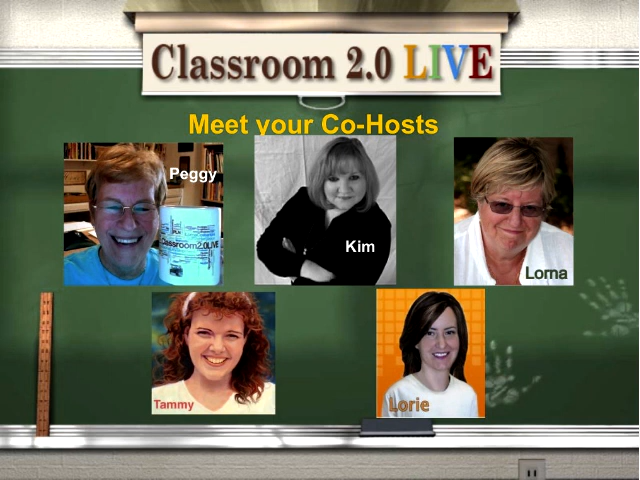 Classroom 2.0 LIVE
Meet your Co-Hosts
Peggy
Classroom2.0LIVE
Kim
Lorna
Tammy
Lorie